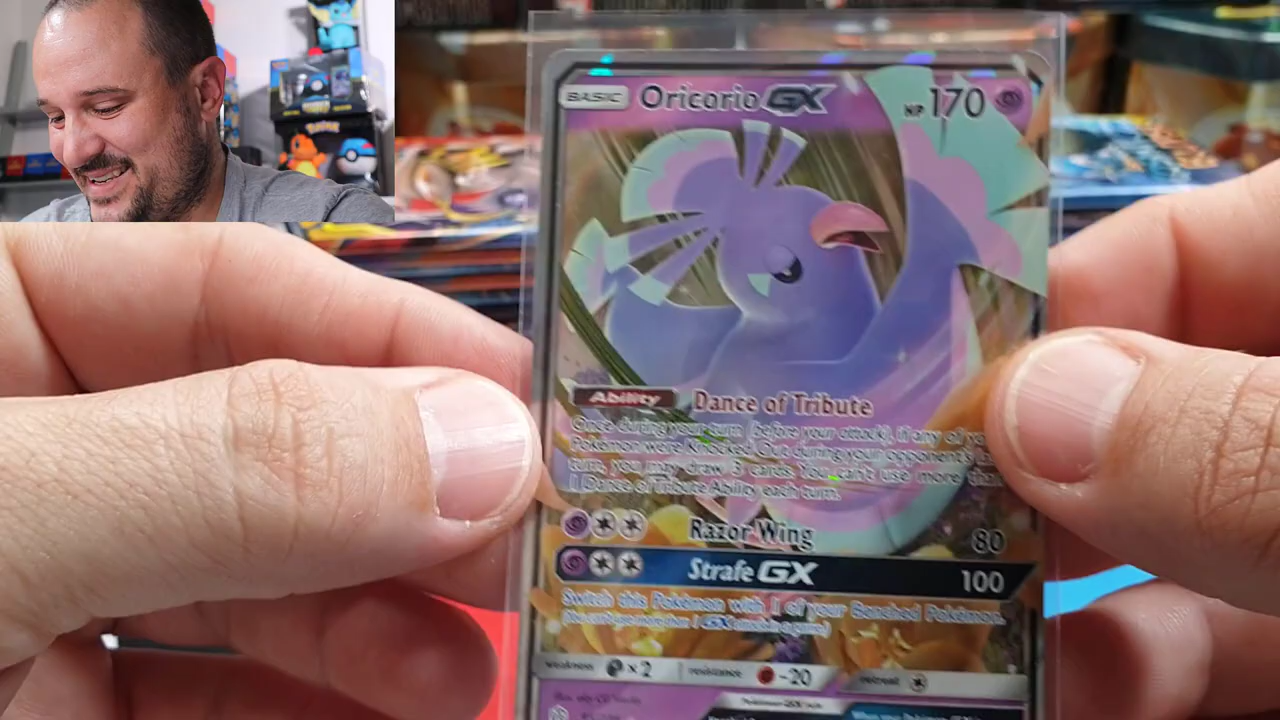 BASIC Oricorio GX HP 170
Ability Dance of Tribute
Once during your turn (before your attack), if any of yo
Pokémon were Knocked Out during your opponent's
turn, you may draw 3 cards. You can't use more than
1 Dance of Tribute Ability each turn.
Razor Wing 80
Strafe GX 100
Switch this Pokémon with 1 of your Benched Pokémon.
(You can't use more than 1 GX attack in a game.)
weakness ×2 resistance -20 retreat